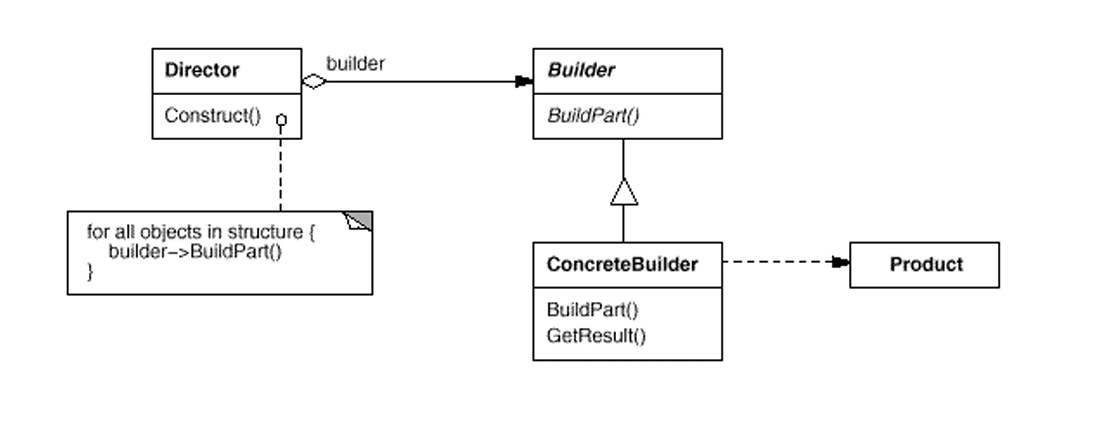 Director
Construct()
builder
Builder
BuildPart()
for all objects in structure {
builder->BuildPart()
}
ConcreteBuilder
BuildPart()
GetResult()
Product